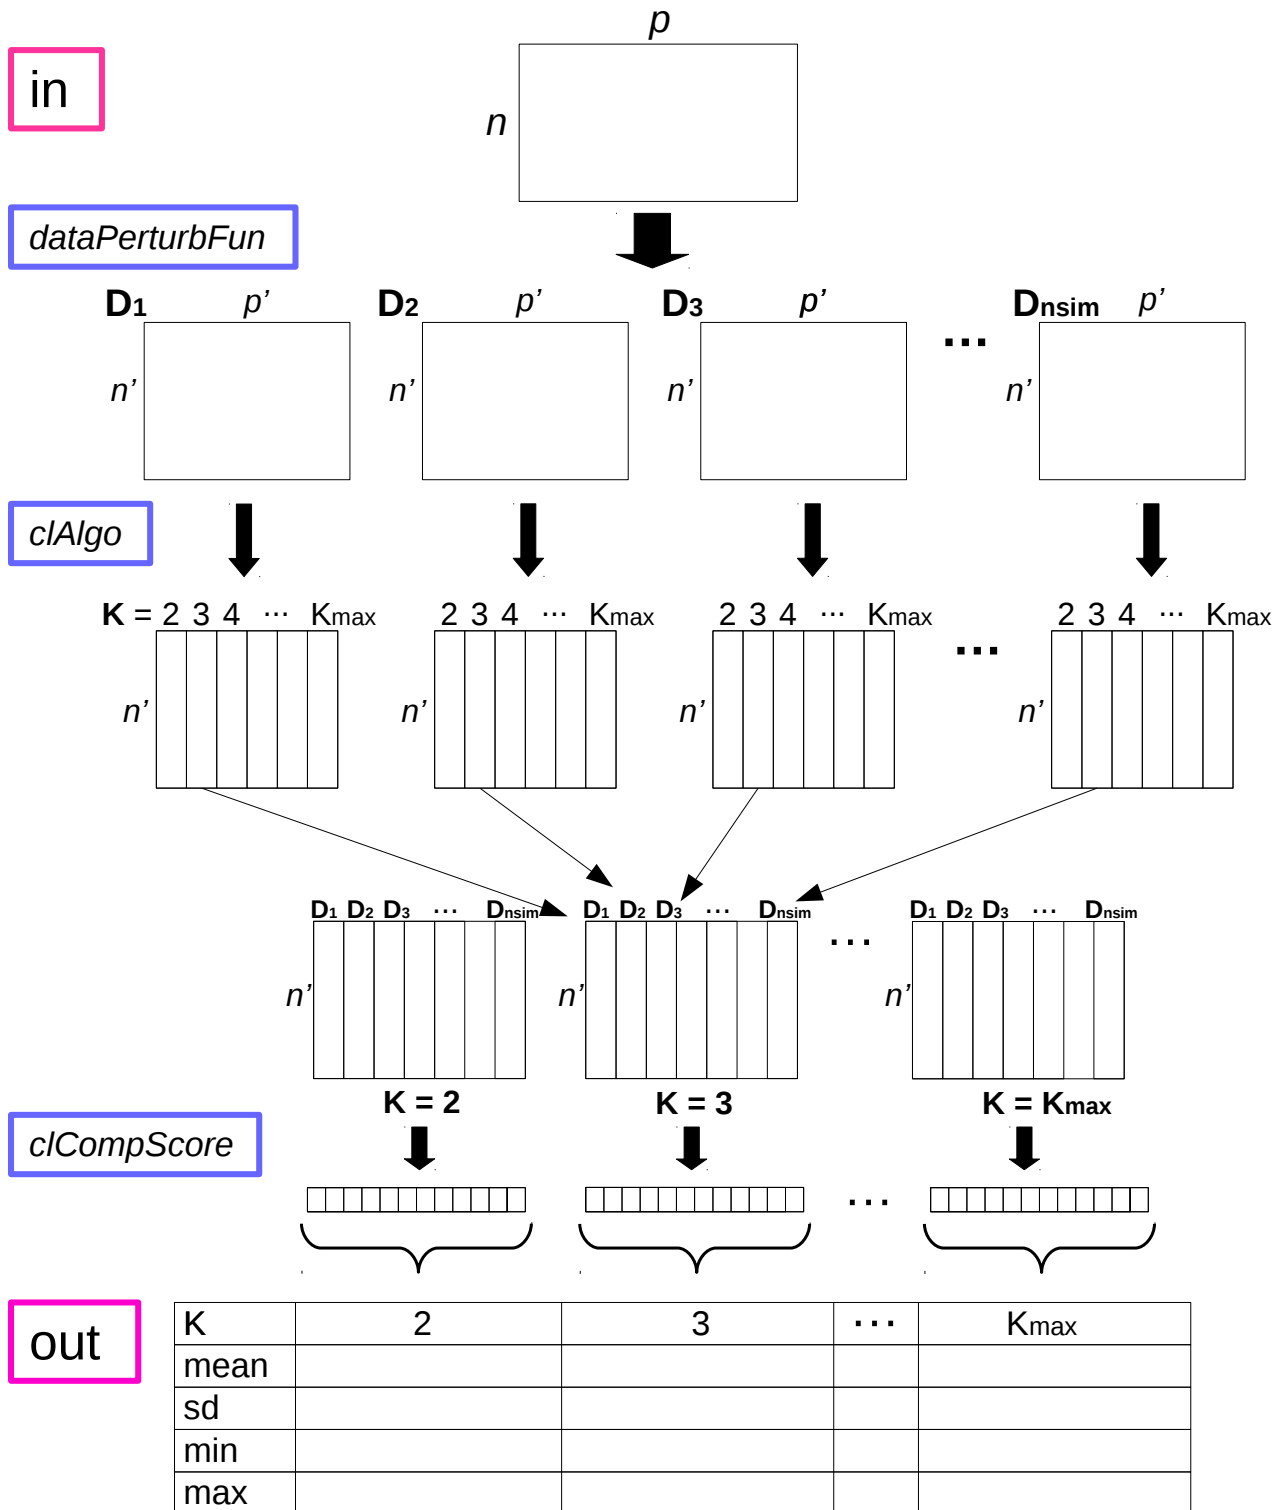 p
in
n
dataPerturbFun
D1 p’ D2 p’ D3 p’ ... Dnsim p’
n’ n’ n’ n’
clAlgo
K = 2 3 4 ... Kmax 2 3 4 ... Kmax 2 3 4 ... Kmax ... 2 3 4 ... Kmax
n’ n’ n’ n’
D1 D2 D3 ... Dnsim D1 D2 D3 ... Dnsim ... D1 D2 D3 ... Dnsim
n’ n’ n’
K = 2 K = 3 K = Kmax
clCompScore
...
out
K 2 3 ... Kmax
mean
sd
min
max